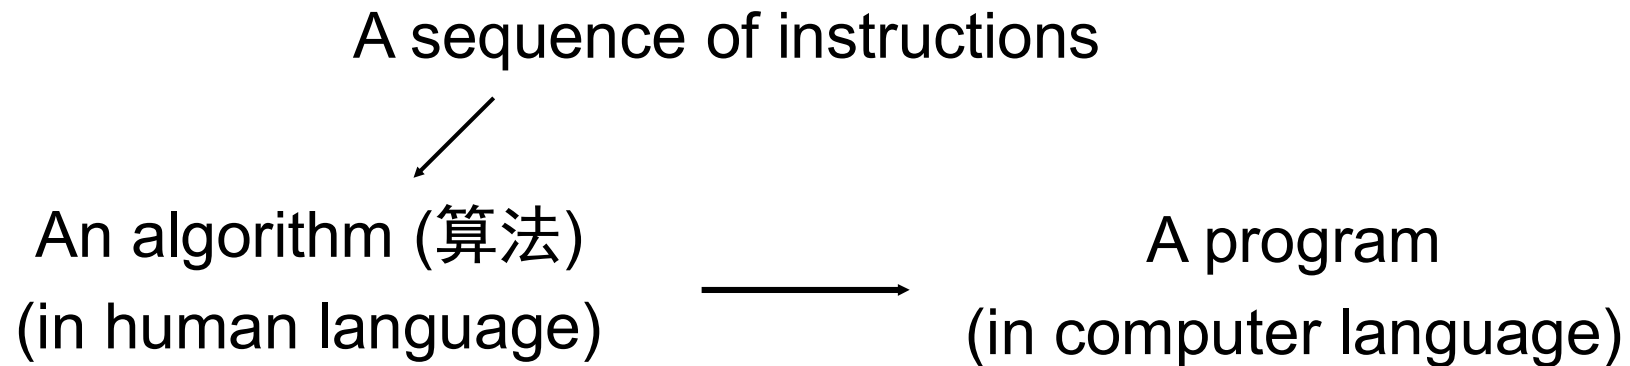 A sequence of instructions
An algorithm (算法)
(in human language)
A program
(in computer language)